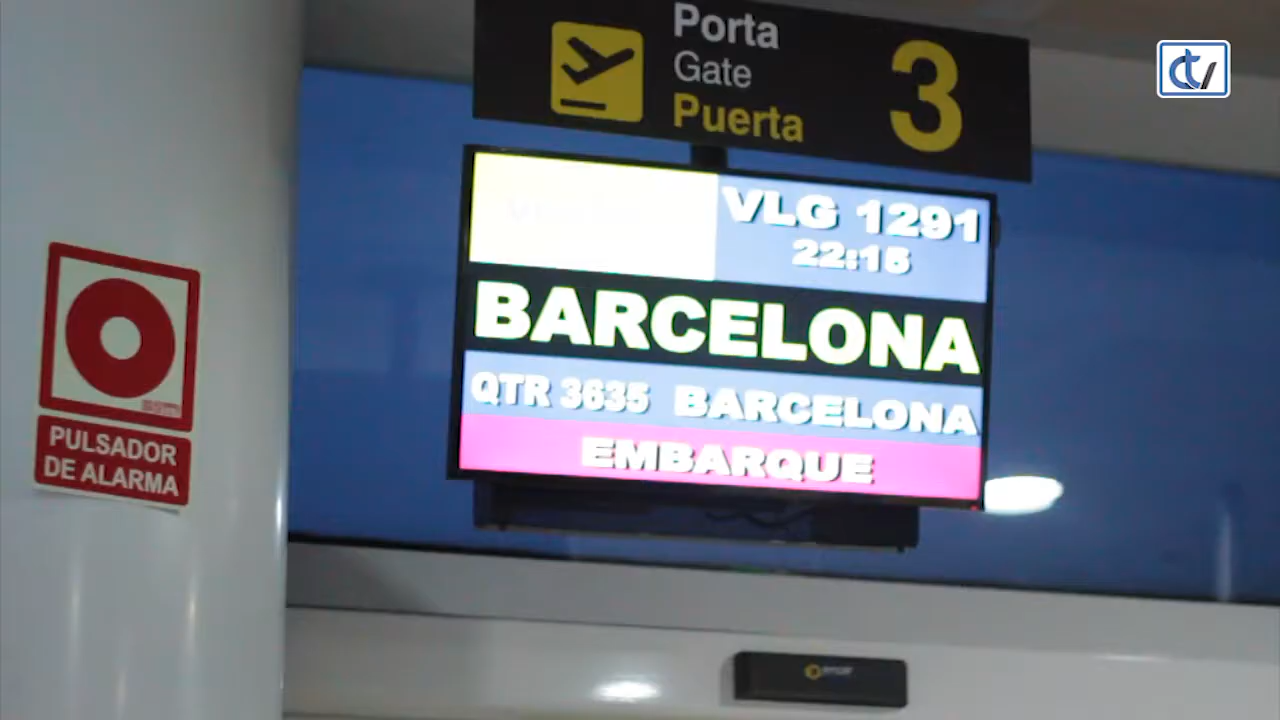 Porta
Gate
Puerta
3
VLG 1291
22:15
BARCELONA
QTR 3635 BARCELONA
EMBARQUE
PULSADOR
DE ALARMA